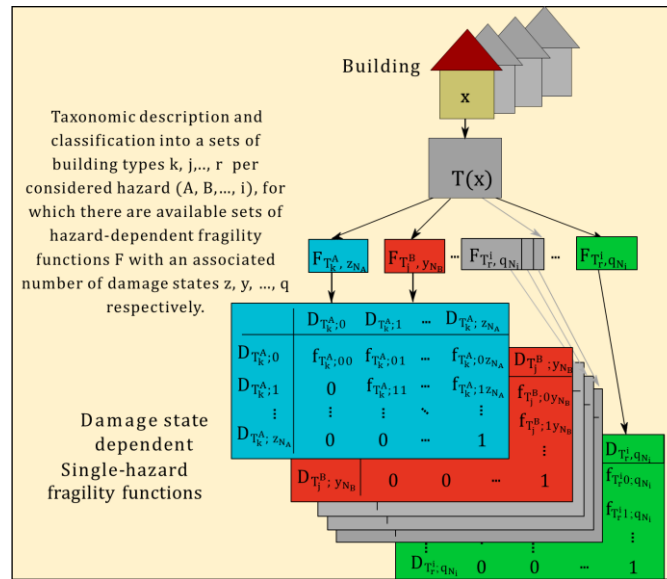 Building
x
Taxonomic description and
classification into a sets of
building types k, j,.., r per
considered hazard (A, B,..., i), for
which there are available sets of
hazard-dependent fragility
functions F with an associated
number of damage states z, y, ..., q
respectively.
T(x)
F_{T_k^A, z_{N_A}} F_{T_j^B, y_{N_B}} ... F_{T_r^i, q_{N_i}} ... F_{T_r^i, q_{N_i}}
D_{T_k^A;0} D_{T_k^A;1} ... D_{T_k^A; z_{N_A}}
D_{T_k^A;0} f_{T_k^A;00} f_{T_k^A;01} ... f_{T_k^A;0z_{N_A}}
D_{T_k^A;1} 0 f_{T_k^A;11} ... f_{T_k^A;1z_{N_A}}
⋮ ⋮ ⋮ ⋱ ⋮
D_{T_k^A; z_{N_A}} 0 0 ... 1
D_{T_j^B; y_{N_B}}
f_{T_j^B;0y_{N_B}}
f_{T_j^B;1y_{N_B}}
⋮
D_{T_j^B; y_{N_B}} 0 0 ... 1
Damage state
dependent
Single-hazard
fragility functions
D_{T_r^i, q_{N_i}}
f_{T_r^i0; q_{N_i}}
f_{T_r^i1; q_{N_i}}
⋮
D_{T_r^i; q_{N_i}} 0 0 ... 1